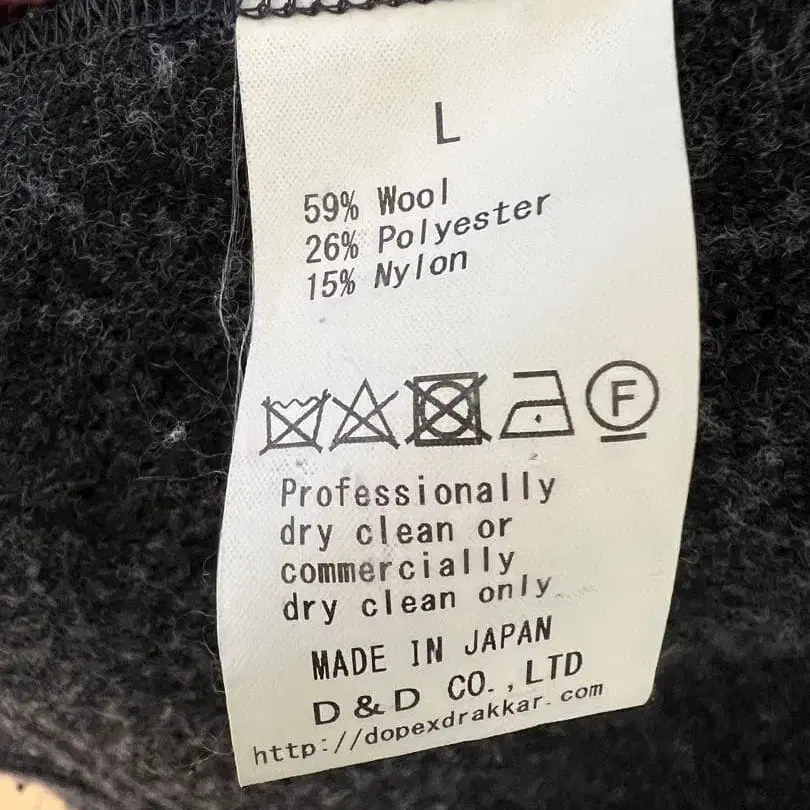 L
59% Wool
26% Polyester
15% Nylon
F
Professionally
dry clean or
commercially
dry clean only
MADE IN JAPAN
D & D CO.,LTD
http://dopexdrakkar.com